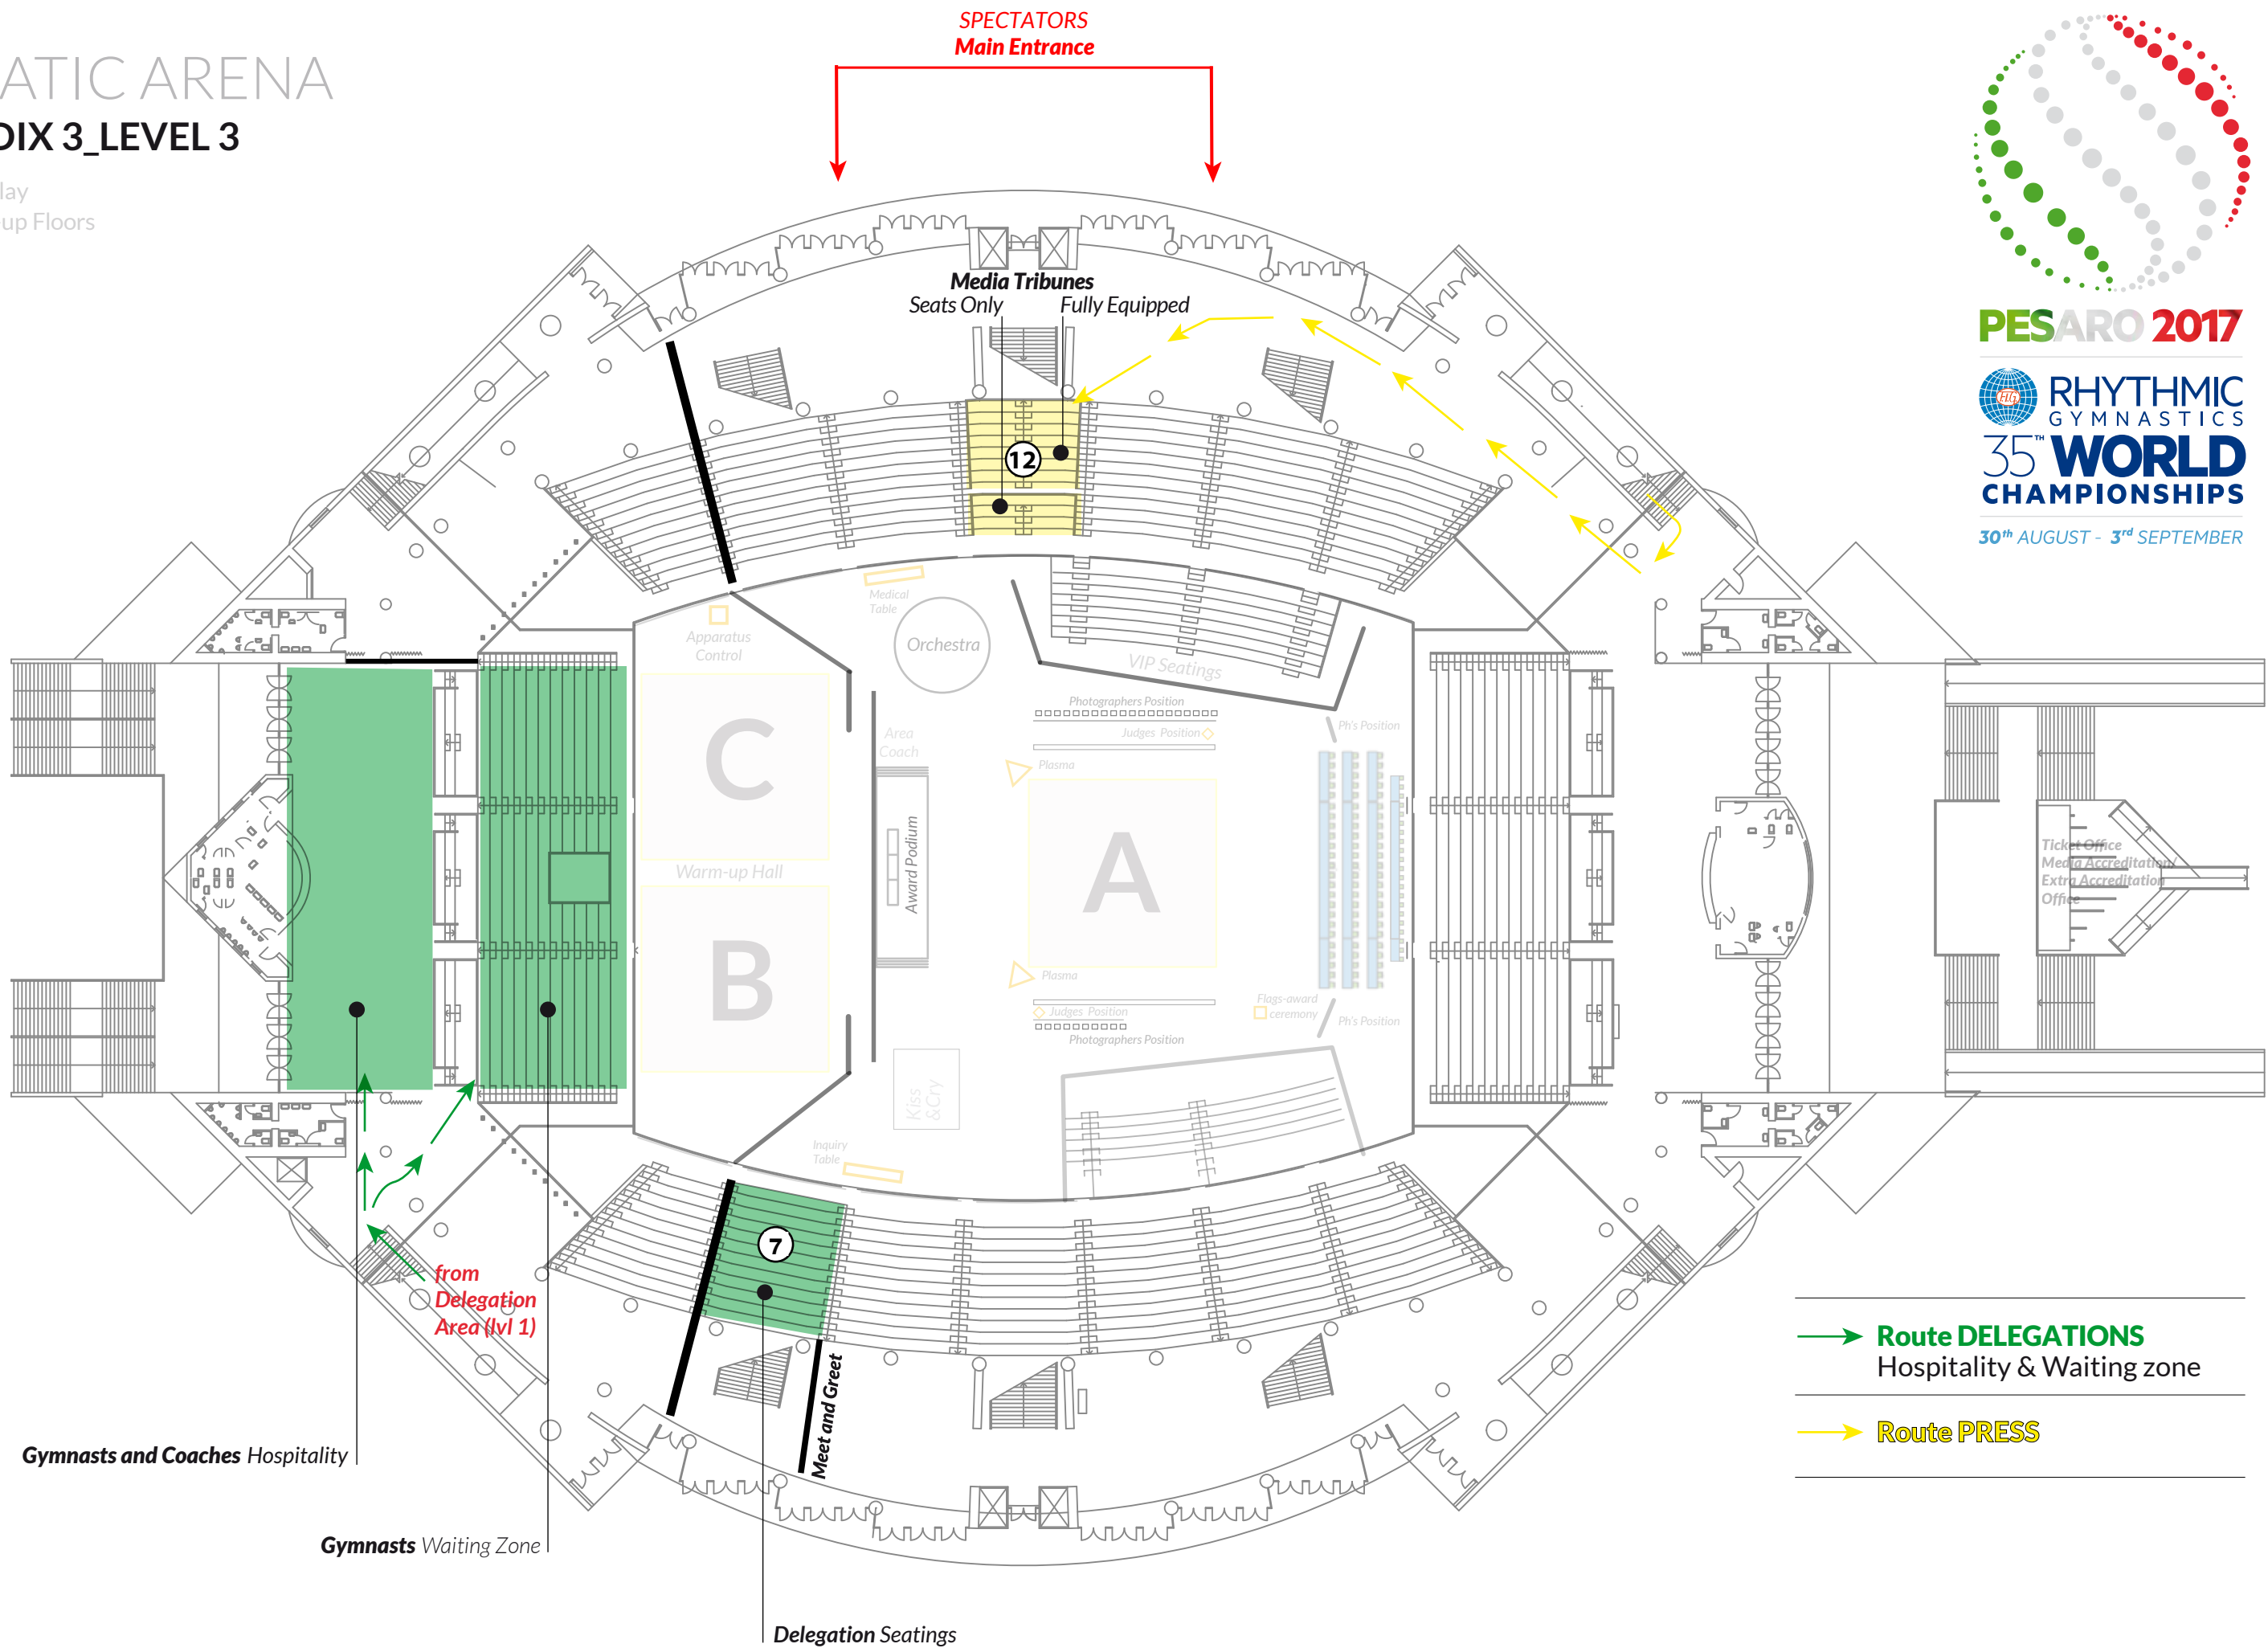 ATIC ARENA
DIX 3_LEVEL 3
lay
up Floors
SPECTATORS
Main Entrance
PESARO 2017
FIG
RHYTHMIC
GYMNASTICS
35TH WORLD
CHAMPIONSHIPS
30th AUGUST - 3rd SEPTEMBER
Media Tribunes
Seats Only
Fully Equipped
12
Medical
Table
Orchestra
Apparatus
Control
VIP Seatings
Photographers Position
Judges Position
Ph's Position
Area
Coach
Plasma
C
A
Award Podium
Warm-up Hall
B
Ticket Office
Media Accreditation/
Extra Accreditation
Office
Plasma
Judges Position
Photographers Position
Flags-award
ceremony
Ph's Position
Kiss
&Cry
Inquiry
Table
7
from
Delegation
Area (lvl 1)
Meet and Greet
Gymnasts and Coaches Hospitality
Gymnasts Waiting Zone
Delegation Seatings
Route DELEGATIONS
Hospitality & Waiting zone
Route PRESS